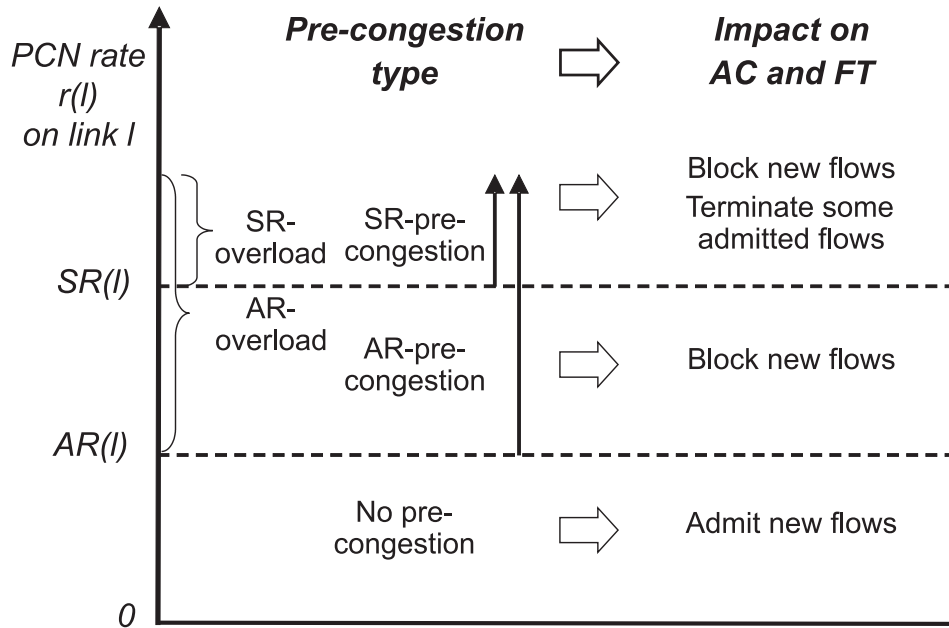 PCN rate
r(l)
on link l
Pre-congestion
type
Impact on
AC and FT
SR-
overload
SR-pre-
congestion
Block new flows
Terminate some
admitted flows
SR(l)
AR-
overload
AR-pre-
congestion
Block new flows
AR(l)
No pre-
congestion
Admit new flows
0